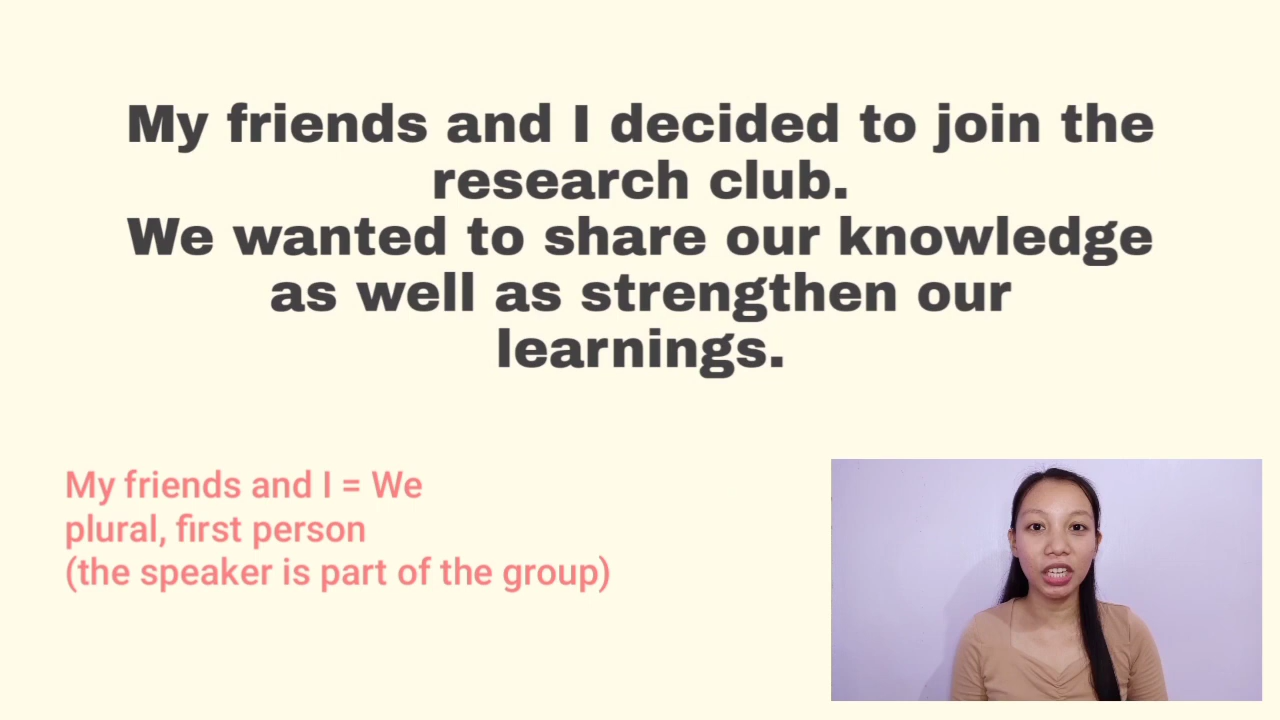 My friends and I decided to join the
research club.
We wanted to share our knowledge
as well as strengthen our
learnings.
My friends and I = We
plural, first person
(the speaker is part of the group)